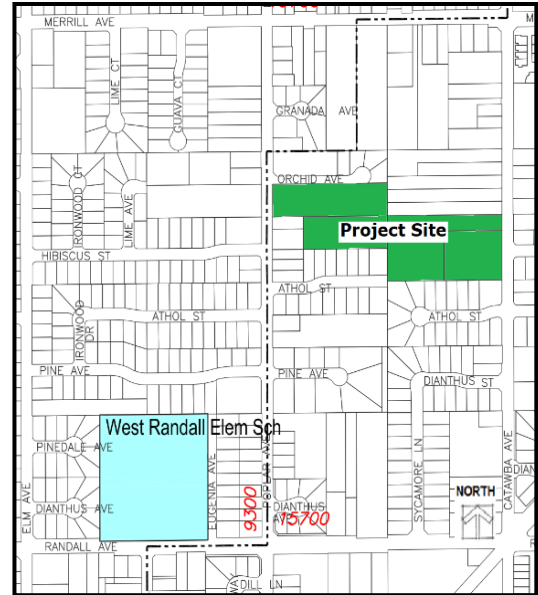 MERRILL AVE
M
LIME CT
GUAVA CT
GRANADA AVE
ORCHID AVE
IRONWOOD CT
LIME AVE
Project Site
HIBISCUS ST
ATHOL ST
ATHOL ST
ATHOL ST
IRONWOOD DR
PINE AVE
PINE AVE
DIANTHUS ST
West Randall Elem Sch
PINEDALE AVE
ELM AVE
EUGENIA AVE
POPLAR AVE
SYCAMORE LN
CATAWBA AVE
DIAN
NORTH
DIANTHUS AVE
9300
DIANTHUS
15700
RANDALL AVE
DILL LN